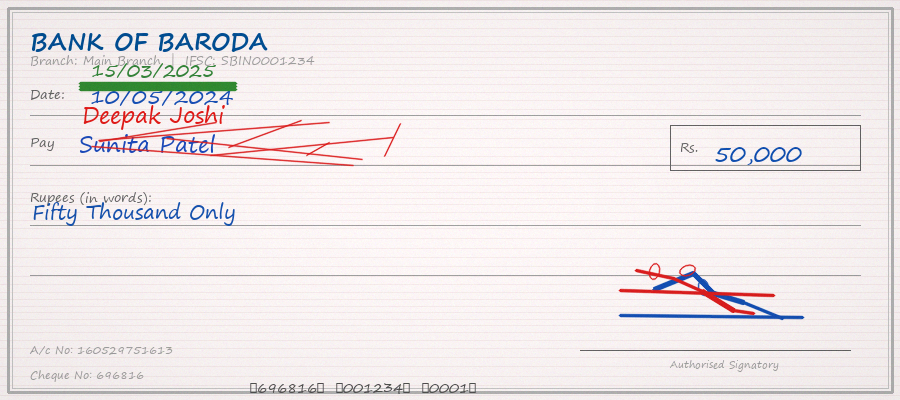 BANK OF BARODA
Branch: Main Branch | IFSC: SBIN0001234
15/03/2025
Date: 10/05/2024
Deepak Joshi
Pay Sunita Patel
Rs. 50,000
Rupees (in words):
Fifty Thousand Only
A/c No: 160529751613
Authorised Signatory
Cheque No: 696816
696816 001234 0001